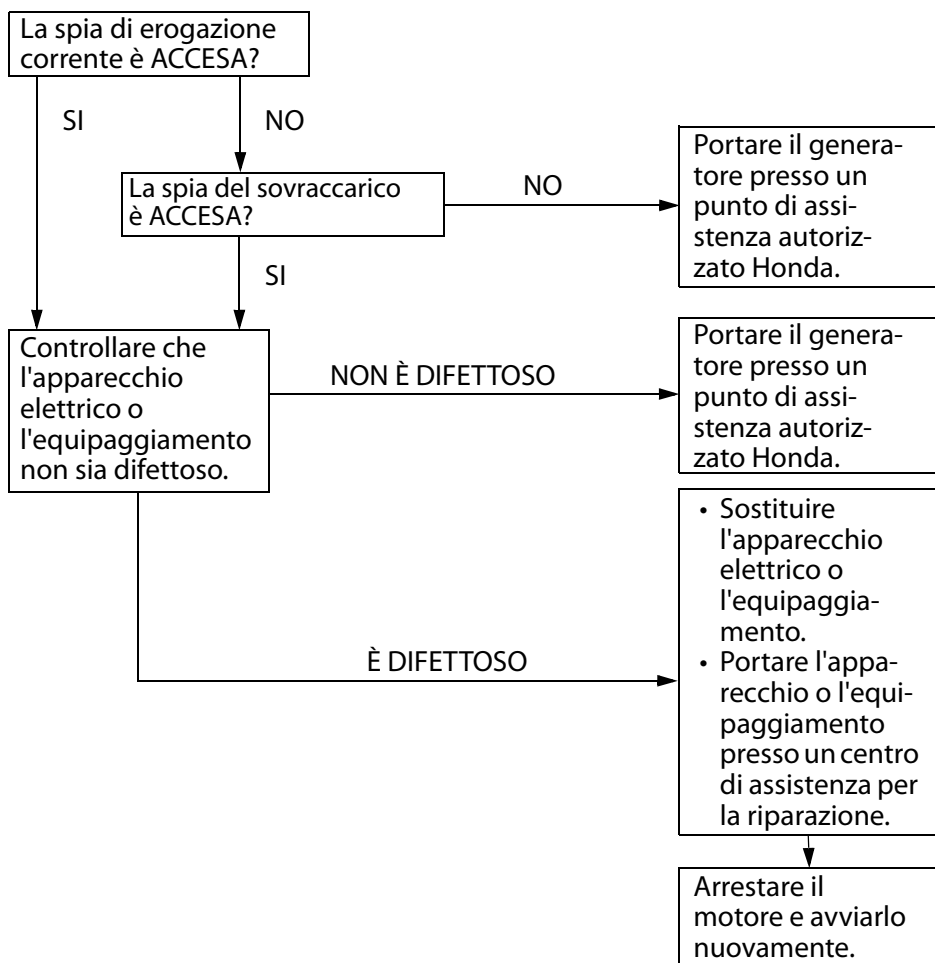 La spia di erogazione
corrente è ACCESA?
SI
NO
La spia del sovraccarico
è ACCESA?
NO
Portare il genera-
tore presso un
punto di assi-
stenza autoriz-
zato Honda.
SI
Controllare che
l'apparecchio
elettrico o
l'equipaggiamento
non sia difettoso.
NON È DIFETTOSO
Portare il genera-
tore presso un
punto di assi-
stenza autoriz-
zato Honda.
È DIFETTOSO
• Sostituire
l'apparecchio
elettrico o
l'equipaggia-
mento.
• Portare l'appa-
recchio o l'equi-
paggiamento
presso un centro
di assistenza per
la riparazione.
Arrestare il
motore e avviarlo
nuovamente.